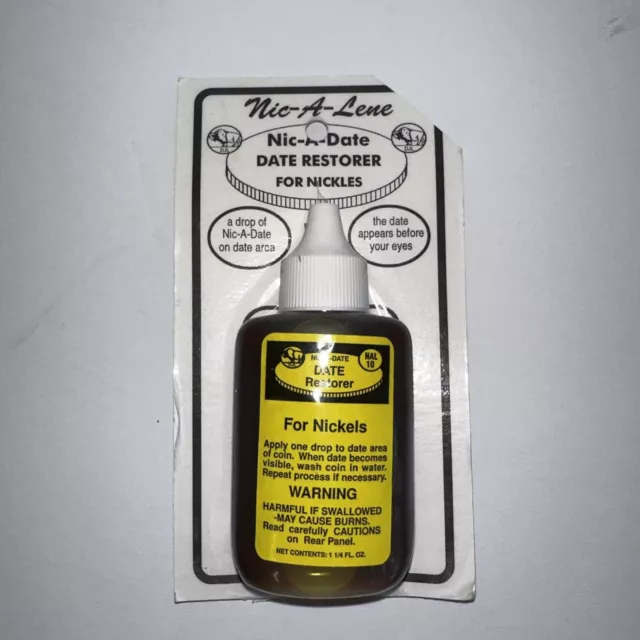 Nic-A-Lene
Nic-A-Date
DATE RESTORER
FOR NICKLES
a drop of
Nic-A-Date
on date area
the date
appears before
your eyes
NIC-A-DATE
DATE
Restorer
NAL
10
For Nickels
Apply one drop to date area
of coin. When date becomes
visible, wash coin in water.
Repeat process if necessary.
WARNING
HARMFUL IF SWALLOWED
-MAY CAUSE BURNS.
Read carefully CAUTIONS
on Rear Panel.
NET CONTENTS: 1 1/4 FL. OZ.